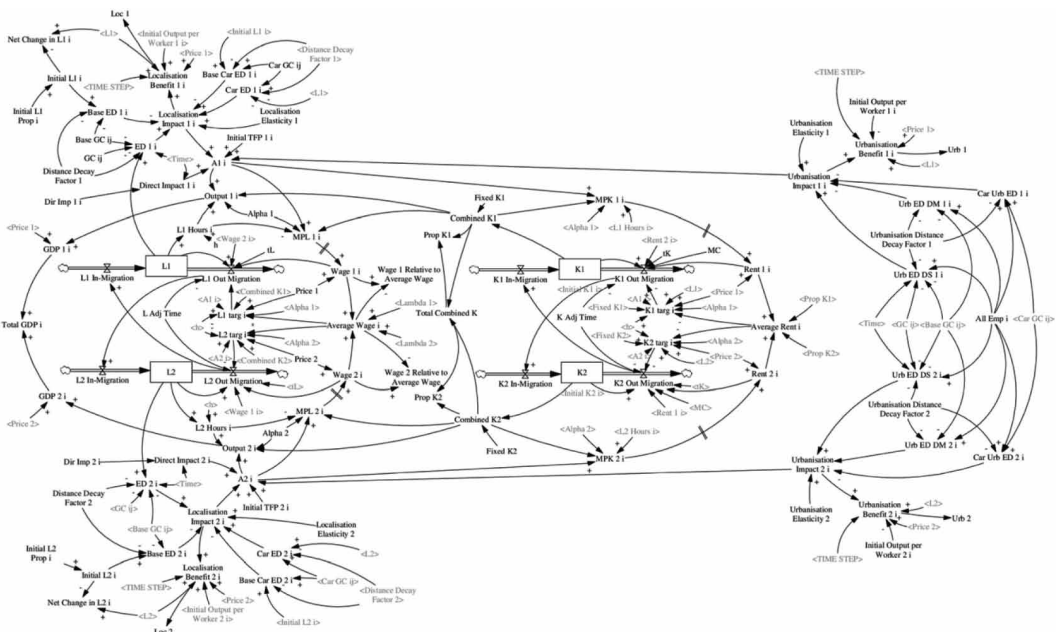 Loc 1
Net Change in L1 i
<L1>
<Initial Output per
Worker 1 i>
<Price 1>
<Initial L1 i>
<Distance Decay
Factor 1>
Initial L1 i
<TIME STEP>
Localisation
Benefit 1 i
Base Car ED 1 i
Car GC ij
Car ED 1 i
<L1>
Initial L1
Prop i
Base ED 1 i
Localisation
Impact 1 i
Localisation
Elasticity 1
Base GC ij
GC ij
ED 1 i
<Time>
Initial TFP 1 i
A1 i
Distance Decay
Factor 1
Direct Impact 1 i
Dir Imp 1 i
Output 1 i
<TIME STEP>
Initial Output per
Worker 1 i
Urbanisation
Elasticity 1
<Price 1>
Urbanisation
Benefit 1 i
Urb 1
<L1>
Urbanisation
Impact 1 i
Car Urb ED 1 i
Urb ED DM 1 i
Urbanisation Distance
Decay Factor 1
Urb ED DS 1 i
Fixed K1
Combined K1
MPK 1 i
<Alpha 1>
<L1 Hours i>
Prop K1
Alpha 1
L1 Hours i
h
<Wage 2 i>
tL
MPL 1 i
<Price 1>
GDP 1 i
L1
L1 In-Migration
L1 Out Migration
Wage 1 i
Wage 1 Relative to
Average Wage
K1
K1 In-Migration
K1 Out Migration
<Rent 2 i>
tK
MC
Rent 1 i
<Initial K1 i>
<Combined K1>
Price 1
<A1 i>
L1 targ i
<Alpha 1>
<Lambda 1>
L Adj Time
Total Combined K
K Adj Time
<Fixed K1>
<A1
<L1>
<Price 1>
K1 targ i
<Alpha 1>
<Prop K1>
Total GDP i
<h>
L2 targ i
Average Wage i
<Alpha 2>
<Lambda 2>
<h>
<Fixed K2>
K2 targ i
<Alpha 2>
Average Rent i
<Prop K2>
<A2 i>
<Combined K2>
Price 2
<A2 i>
<L2>
<Price 2>
All Emp i
<Time>
<GC ij>
<Base GC ij>
<Car GC ij>
L2
L2 In-Migration
L2 Out Migration
<tL>
Wage 2 i
Wage 2 Relative to
Average Wage
Prop K2
K2
K2 In-Migration
K2 Out Migration
<Initial K2 i>
<tK>
<Rent 1 i>
<MC>
Rent 2 i
Urb ED DS 2 i
Urbanisation Distance
Decay Factor 2
GDP 2 i
<Price 2>
<h>
<Wage 1 i>
L2 Hours i
MPL 2 i
Alpha 2
Combined K2
Fixed K2
<Alpha 2>
<L2 Hours i>
MPK 2 i
Urb ED DM 2 i
Car Urb ED 2 i
Output 2 i
Dir Imp 2 i
Direct Impact 2 i
A2 i
ED 2 i
<Time>
Distance Decay
Factor 2
<GC ij>
Initial TFP 2 i
Localisation
Impact 2 i
Localisation
Elasticity 2
<Base GC ij>
Base ED 2 i
Urbanisation
Impact 2 i
Urbanisation
Elasticity 2
Urbanisation
Benefit 2 i
<L2>
<Price 2>
Urb 2
Initial Output per
Worker 2 i
<TIME STEP>
Initial L2
Prop i
Initial L2 i
Car ED 2 i
<L2>
Localisation
Benefit 2 i
Base Car ED 2 i
<Car GC ij>
<TIME STEP>
Net Change in L2 i
<L2>
<Price 2>
<Initial Output per
Worker 2 i>
<Distance Decay
Factor 2>
<Initial L2 i>
Loc 2